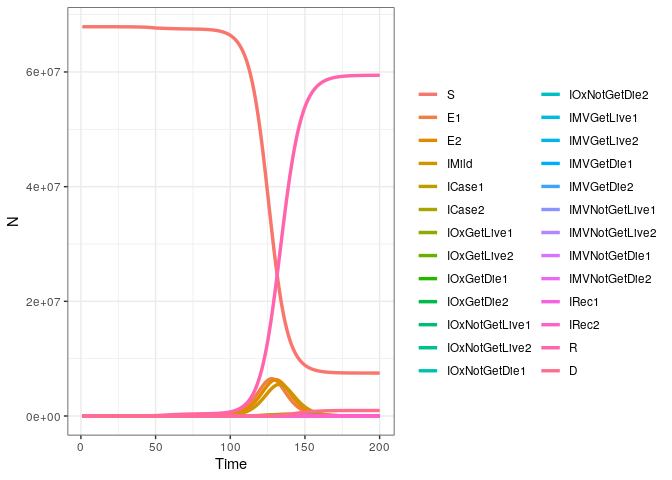 6e+07
4e+07
2e+07
0e+00
N
0
50
100
150
200
Time
S
E1
E2
IMild
ICase1
ICase2
IOxGetLive1
IOxGetLive2
IOxGetDie1
IOxGetDie2
IOxNotGetLive1
IOxNotGetLive2
IOxNotGetDie1
IOxNotGetDie2
IMVGetLive1
IMVGetLive2
IMVGetDie1
IMVGetDie2
IMVNotGetLive1
IMVNotGetLive2
IMVNotGetDie1
IMVNotGetDie2
IRec1
IRec2
R
D